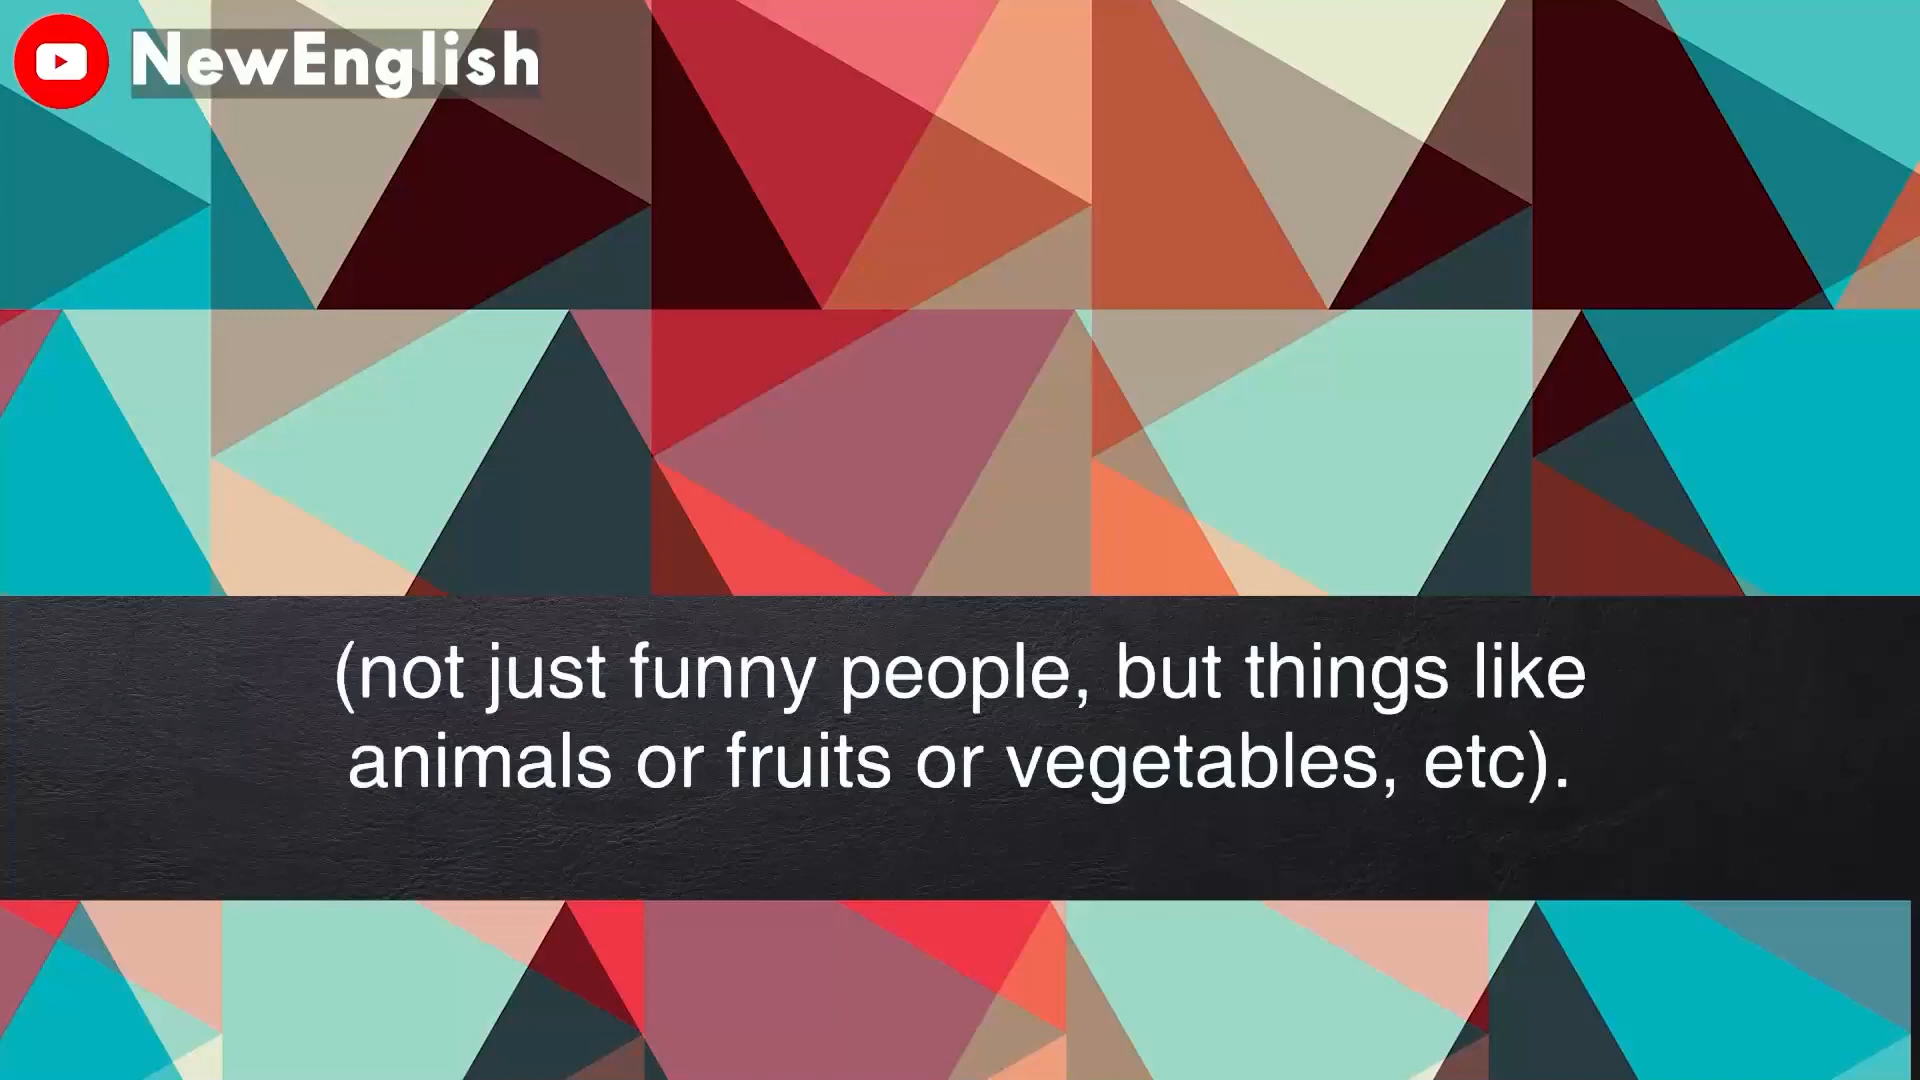 NewEnglish
(not just funny people, but things like
animals or fruits or vegetables, etc).